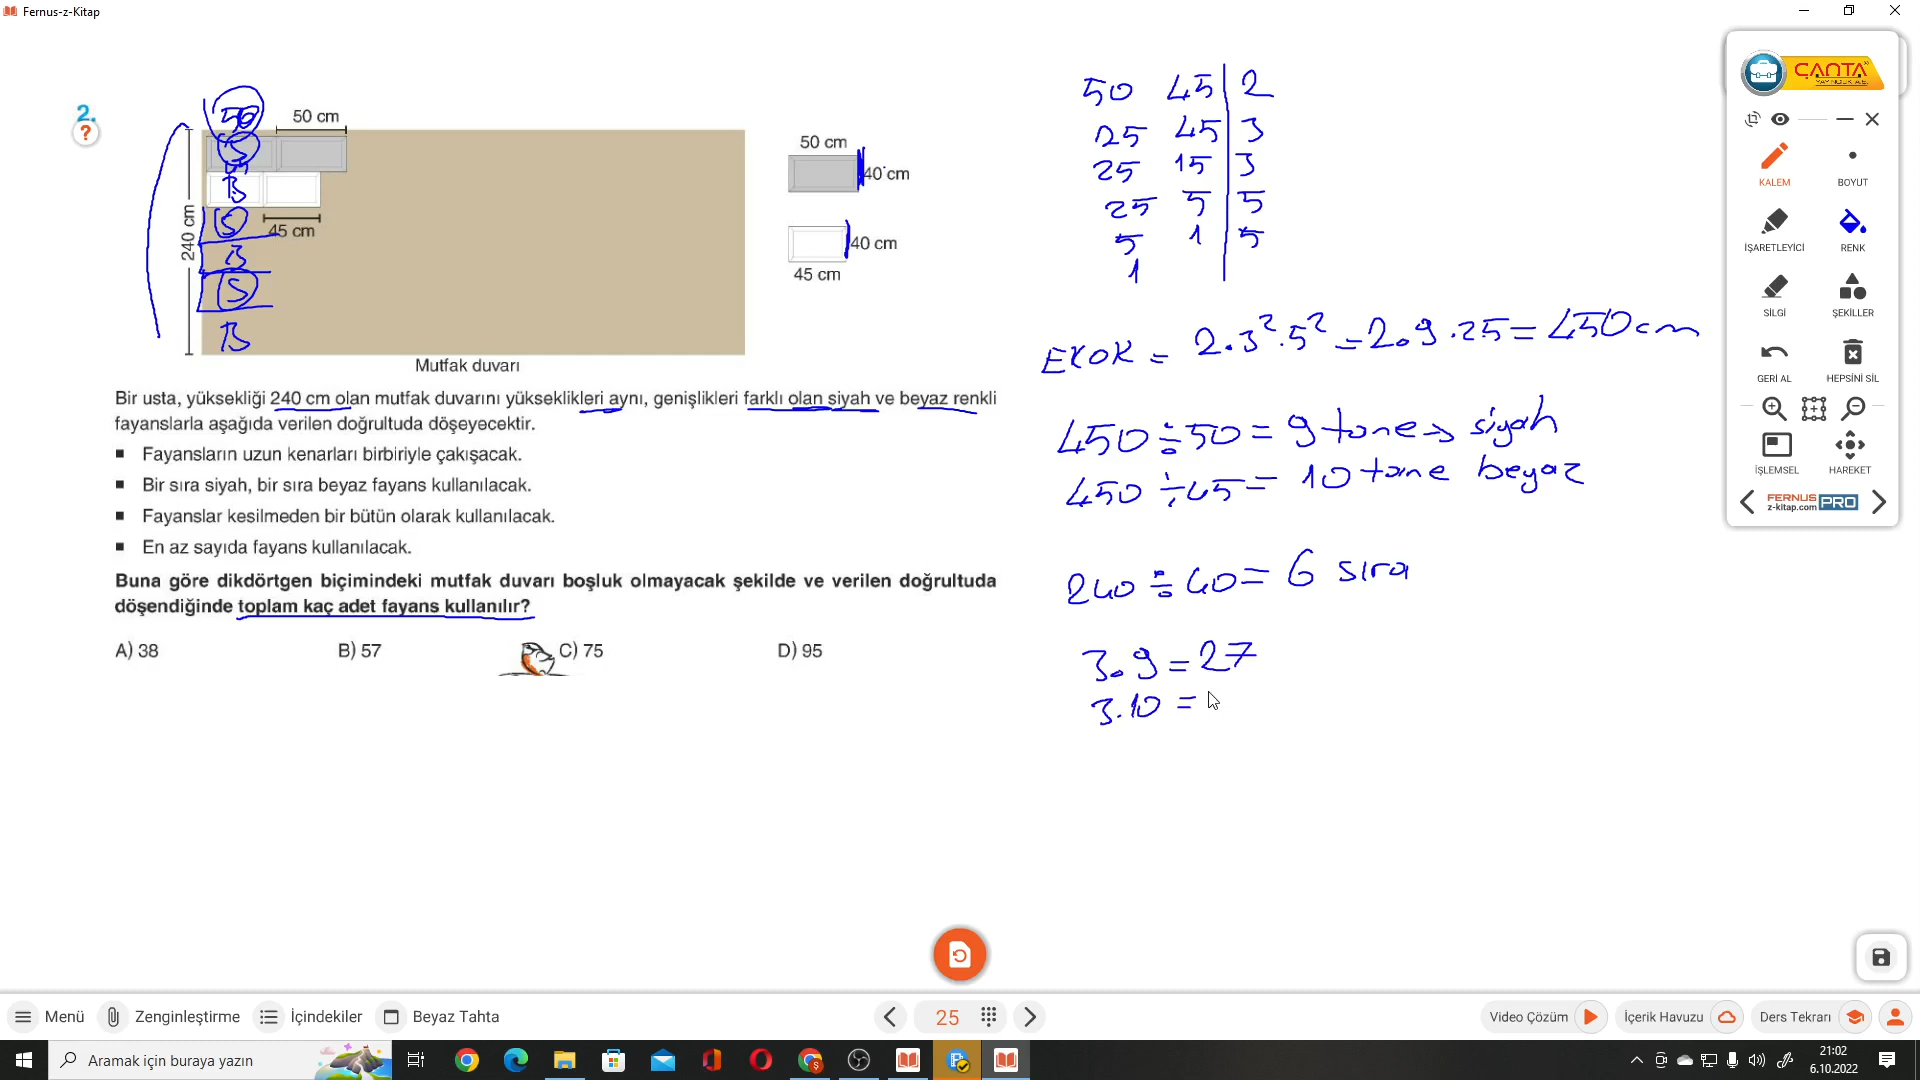 Fernus-z-Kitap
2.
?
50 cm
240 cm
45 cm
Mutfak duvarı
50 cm
40 cm
40 cm
45 cm
S
B
S
B
S
B
Bir usta, yüksekliği 240 cm olan mutfak duvarını yükseklikleri aynı, genişlikleri farklı olan siyah ve beyaz renkli
fayanslarla aşağıda verilen doğrultuda döşeyecektir.
▪ Fayansların uzun kenarları birbiriyle çakışacak.
▪ Bir sıra siyah, bir sıra beyaz fayans kullanılacak.
▪ Fayanslar kesilmeden bir bütün olarak kullanılacak.
▪ En az sayıda fayans kullanılacak.
Buna göre dikdörtgen biçimindeki mutfak duvarı boşluk olmayacak şekilde ve verilen doğrultuda
döşendiğinde toplam kaç adet fayans kullanılır?
A) 38 B) 57 C) 75 D) 95
50 45 | 2
25 45 | 3
25 15 | 3
25 5 | 5
5 1 | 5
1
EKOK = 2.3².5² = 2.9.25 = 450 cm
450 ÷ 50 = 9 tane → siyah
450 ÷ 45 = 10 tane beyaz
240 ÷ 40 = 6 sıra
3.9 = 27
3.10 =
ÇANTA
YAYINCILIK A.Ş.
KALEM
BOYUT
İŞARETLEYİCİ
RENK
SİLGİ
ŞEKİLLER
GERİ AL
HEPSİNİ SİL
İŞLEMSEL
HAREKET
FERNUS
z-kitap.com PRO
Menü
Zenginleştirme
İçindekiler
Beyaz Tahta
25
Video Çözüm
İçerik Havuzu
Ders Tekrarı
Aramak için buraya yazın
21:02
6.10.2022